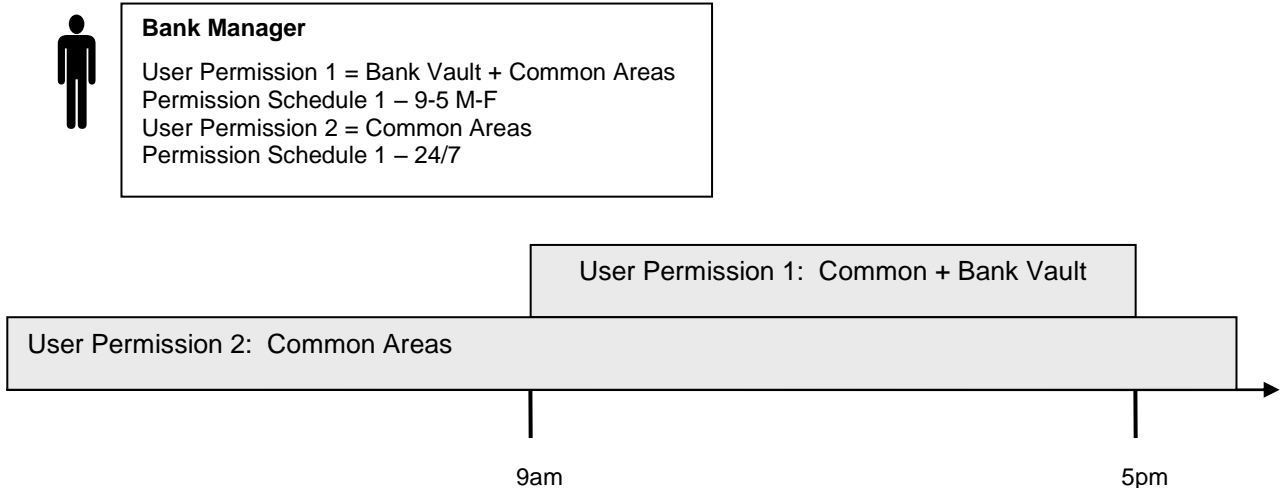 Bank Manager
User Permission 1 = Bank Vault + Common Areas
Permission Schedule 1 – 9-5 M-F
User Permission 2 = Common Areas
Permission Schedule 1 – 24/7
User Permission 1:  Common + Bank Vault
User Permission 2:  Common Areas
9am
5pm